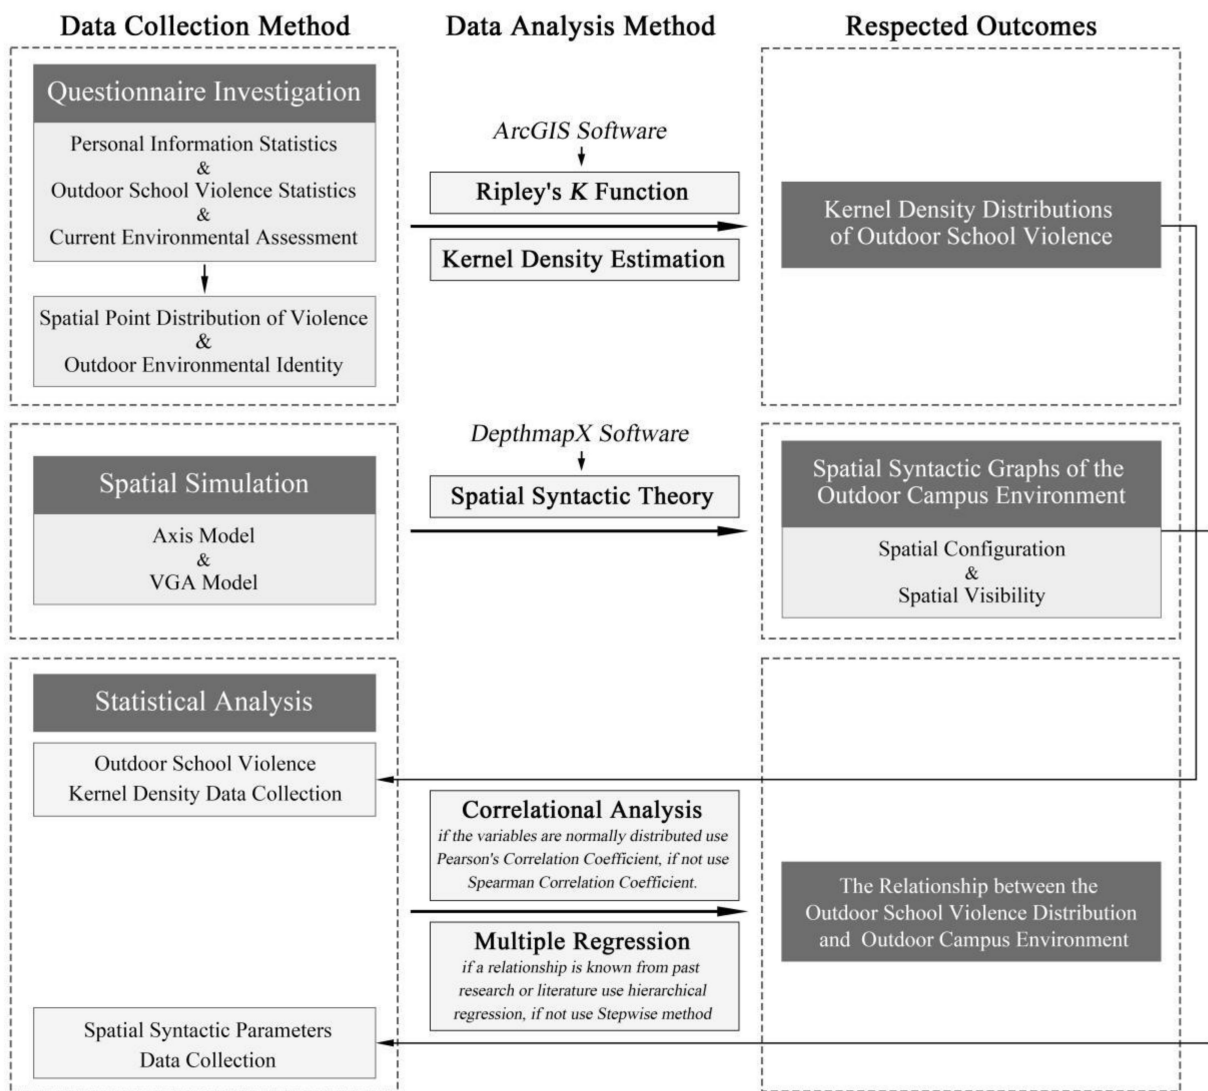 Data Collection Method
Data Analysis Method
Respected Outcomes
Questionnaire Investigation
Personal Information Statistics
&
Outdoor School Violence Statistics
&
Current Environmental Assessment
Spatial Point Distribution of Violence
&
Outdoor Environmental Identity
ArcGIS Software
Ripley's K Function
Kernel Density Estimation
Kernel Density Distributions
of Outdoor School Violence
Spatial Simulation
Axis Model
&
VGA Model
DepthmapX Software
Spatial Syntactic Theory
Spatial Syntactic Graphs of the
Outdoor Campus Environment
Spatial Configuration
&
Spatial Visibility
Statistical Analysis
Outdoor School Violence
Kernel Density Data Collection
Spatial Syntactic Parameters
Data Collection
Correlational Analysis
if the variables are normally distributed use
Pearson's Correlation Coefficient, if not use
Spearman Correlation Coefficient.
Multiple Regression
if a relationship is known from past
research or literature use hierarchical
regression, if not use Stepwise method
The Relationship between the
Outdoor School Violence Distribution
and Outdoor Campus Environment